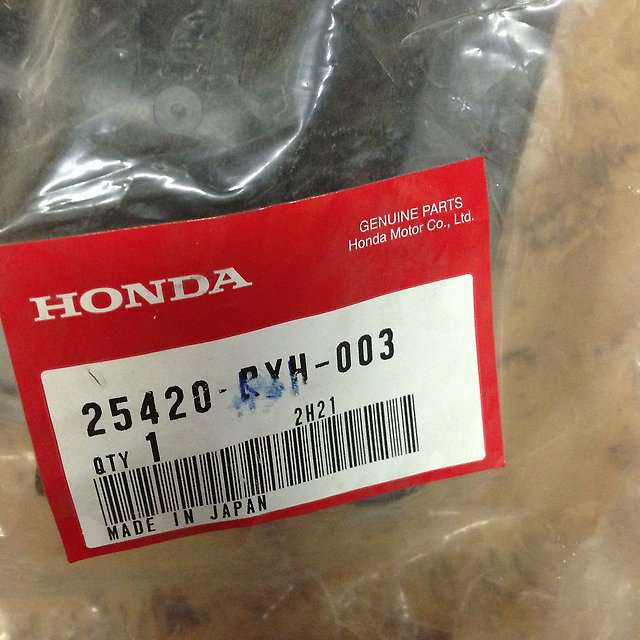 GENUINE PARTS
Honda Motor Co., Ltd.
HONDA
25420- -003
QTY 1
2H21
MADE IN JAPAN